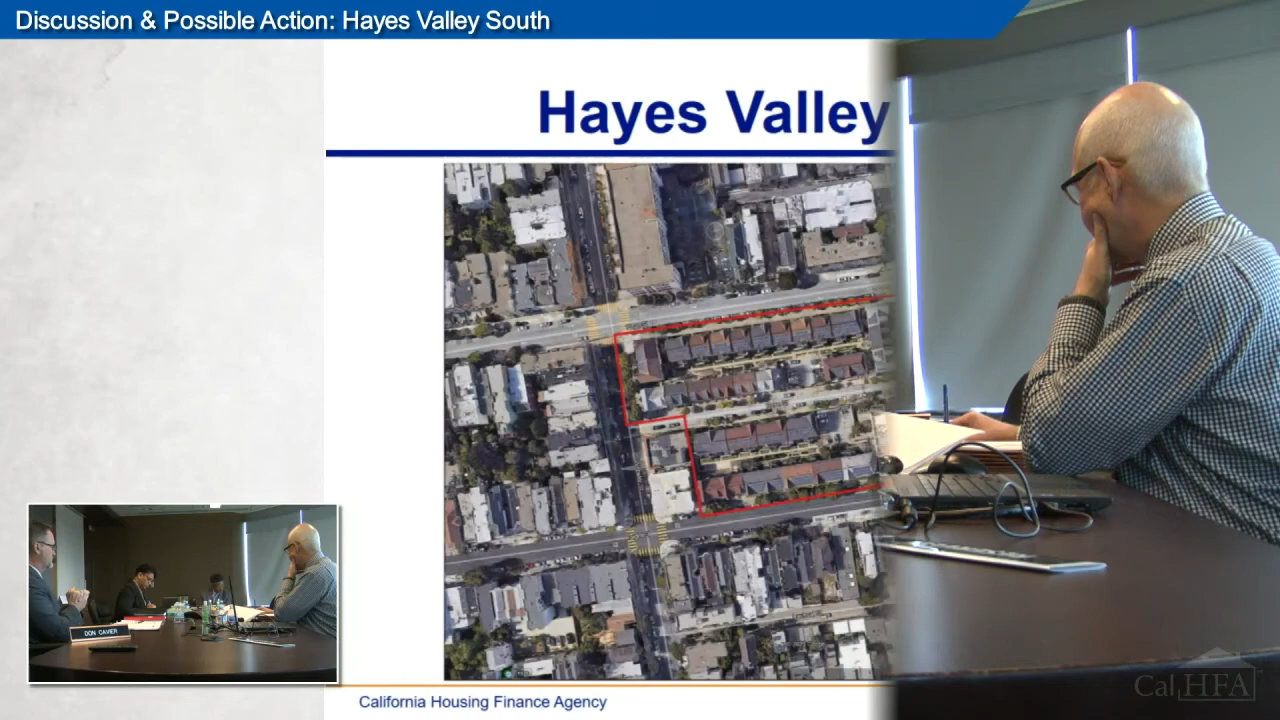 Discussion & Possible Action: Hayes Valley South
Hayes Valley
DON CAVIER
California Housing Finance Agency
CalHFA